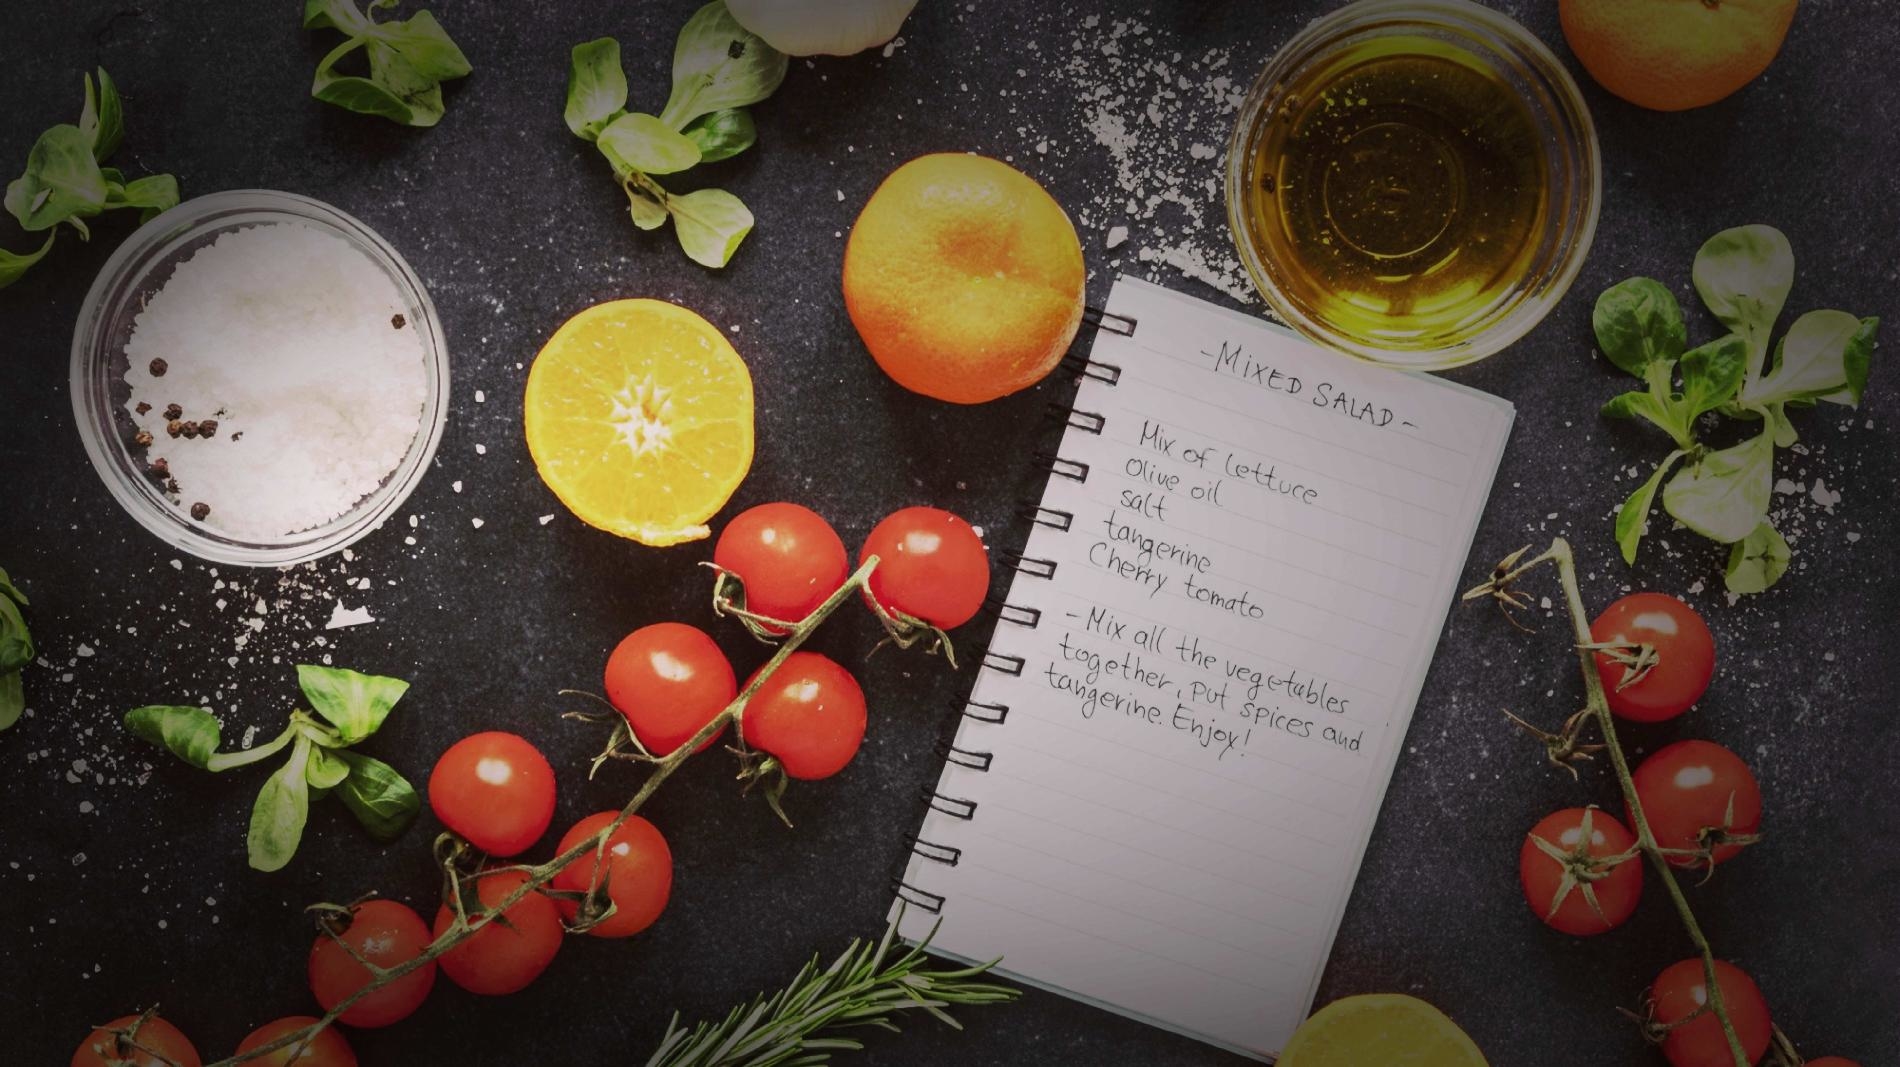 -MIXED SALAD-
Mix of lettuce
Olive oil
salt
tangerine
Cherry tomato
- Mix all the vegetables
together, put spices and
tangerine. Enjoy!